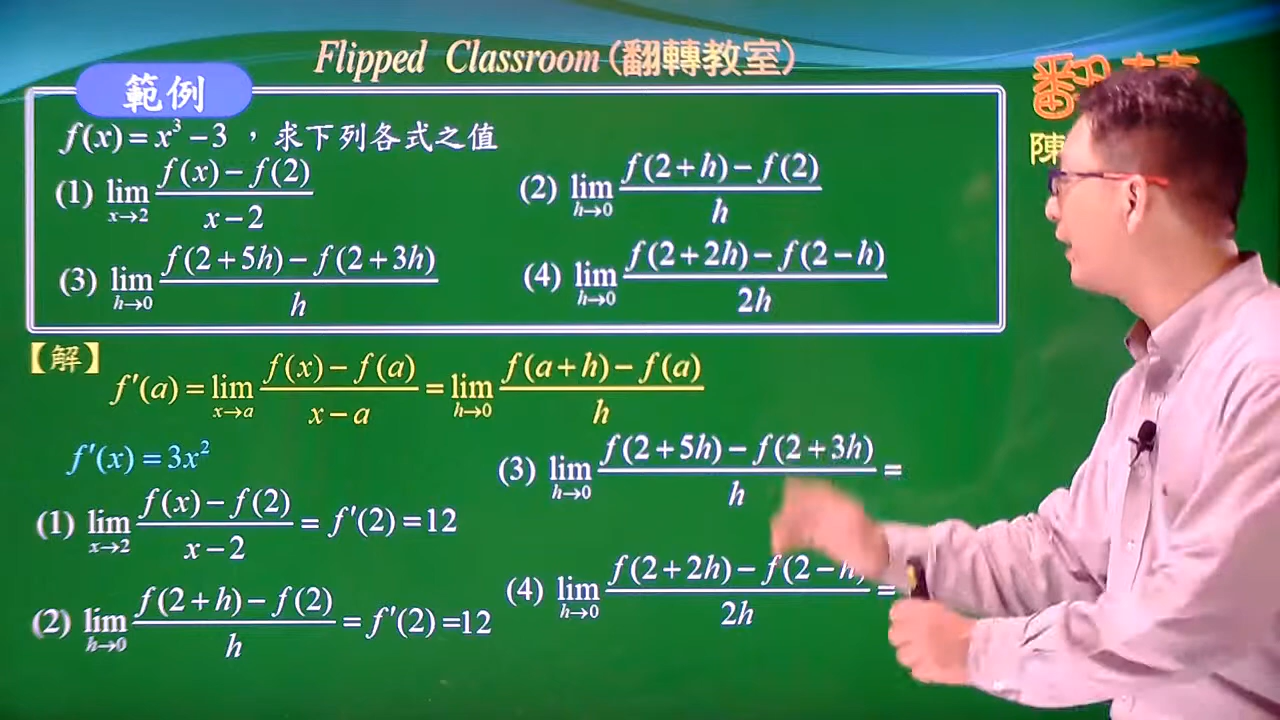 Flipped Classroom(翻轉教室)
範例
翻
陳
f(x)=x³−3，求下列各式之值
(1) lim_{x→2} (f(x)−f(2))/(x−2)
(2) lim_{h→0} (f(2+h)−f(2))/h
(3) lim_{h→0} (f(2+5h)−f(2+3h))/h
(4) lim_{h→0} (f(2+2h)−f(2−h))/(2h)
【解】
f′(a)=lim_{x→a} (f(x)−f(a))/(x−a)=lim_{h→0} (f(a+h)−f(a))/h
f′(x)=3x²
(1) lim_{x→2} (f(x)−f(2))/(x−2)=f′(2)=12
(2) lim_{h→0} (f(2+h)−f(2))/h=f′(2)=12
(3) lim_{h→0} (f(2+5h)−f(2+3h))/h=
(4) lim_{h→0} (f(2+2h)−f(2−h))/(2h)=